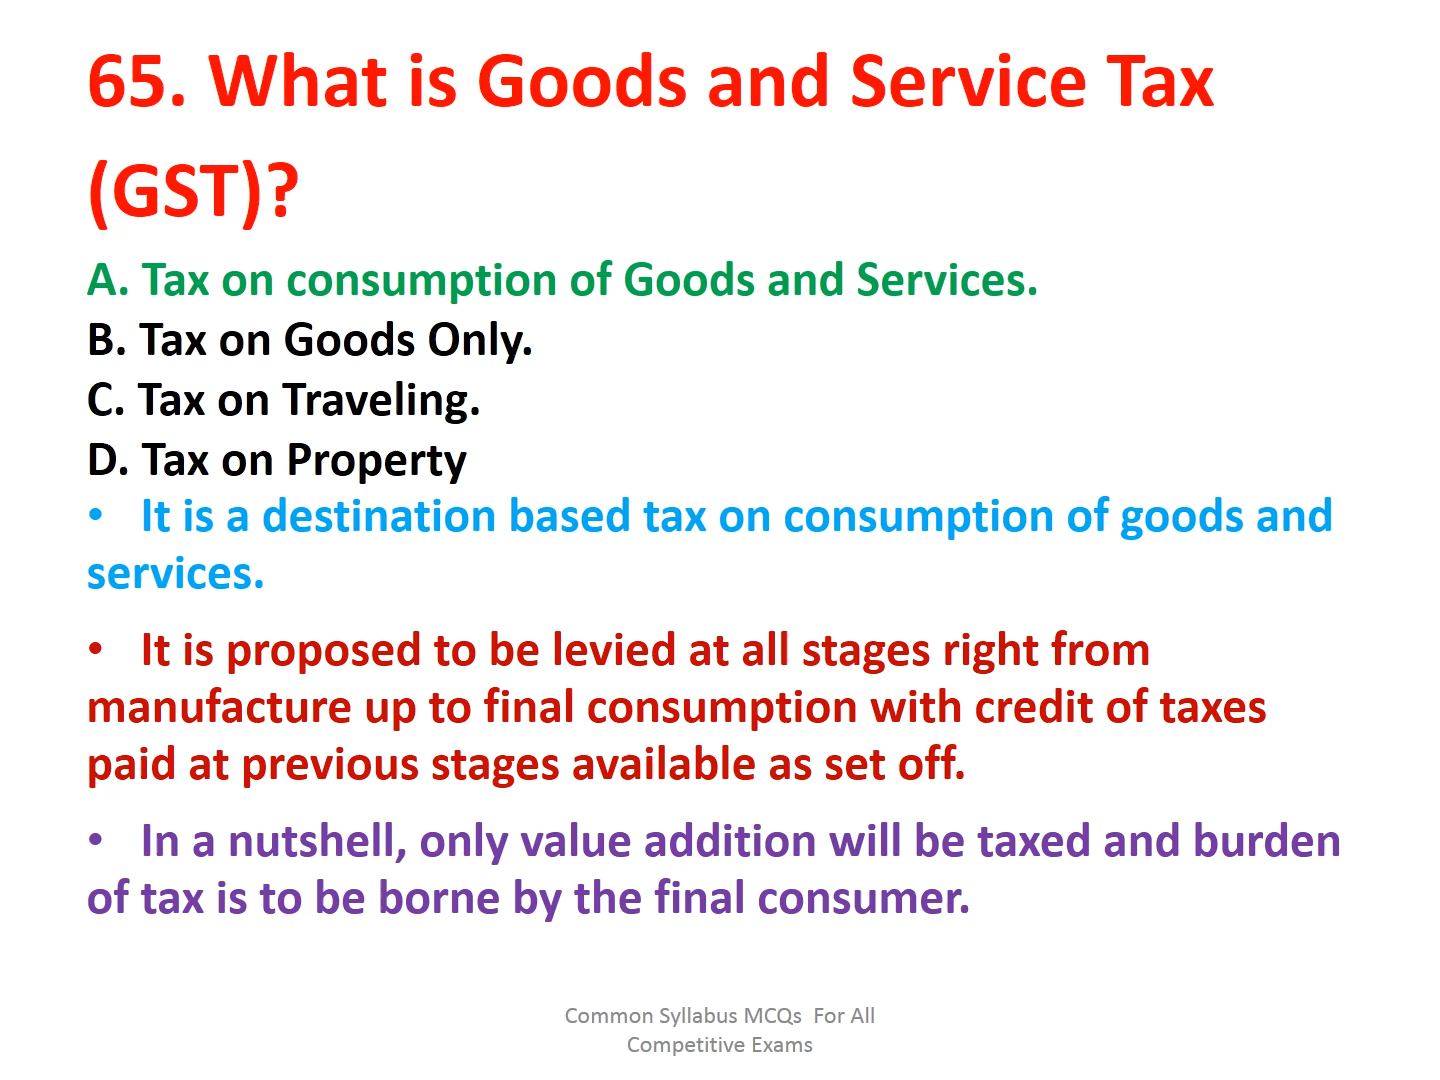 65. What is Goods and Service Tax
(GST)?
A. Tax on consumption of Goods and Services.
B. Tax on Goods Only.
C. Tax on Traveling.
D. Tax on Property
• It is a destination based tax on consumption of goods and
services.
• It is proposed to be levied at all stages right from
manufacture up to final consumption with credit of taxes
paid at previous stages available as set off.
• In a nutshell, only value addition will be taxed and burden
of tax is to be borne by the final consumer.
Common Syllabus MCQs For All
Competitive Exams